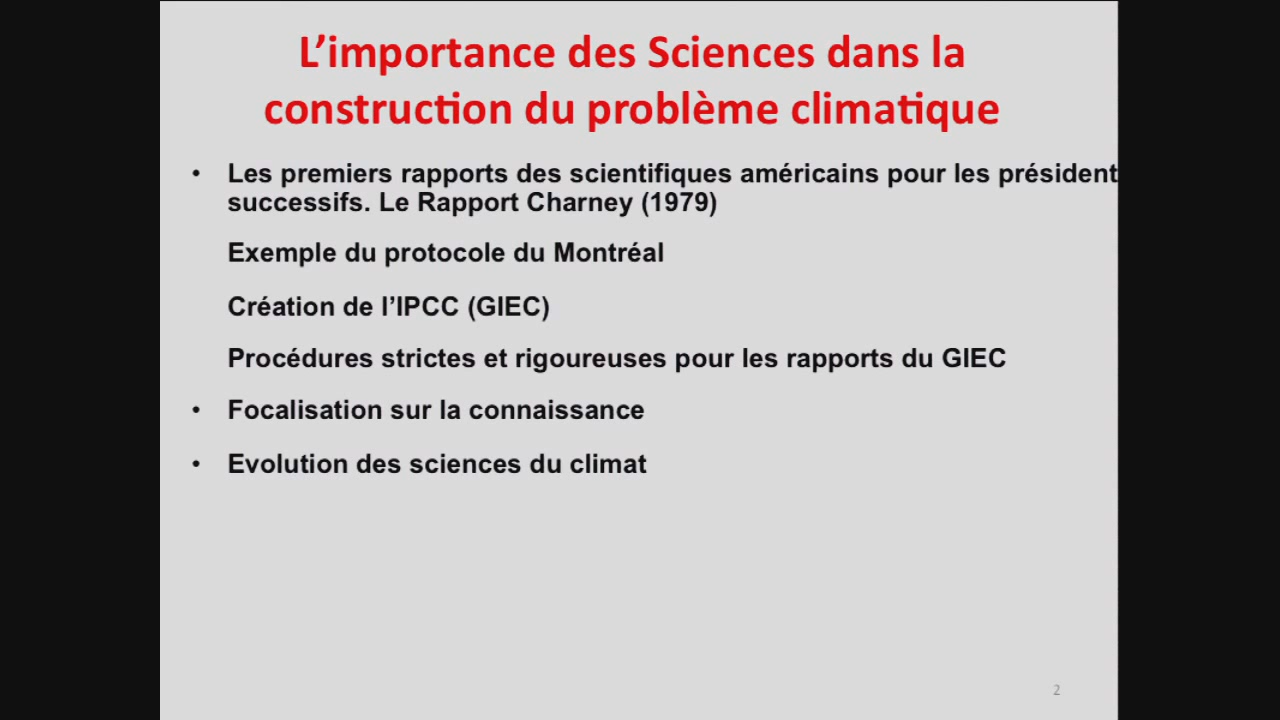 L’importance des Sciences dans la
construction du problème climatique
• Les premiers rapports des scientifiques américains pour les président
successifs. Le Rapport Charney (1979)
Exemple du protocole du Montréal
Création de l’IPCC (GIEC)
Procédures strictes et rigoureuses pour les rapports du GIEC
• Focalisation sur la connaissance
• Evolution des sciences du climat
2